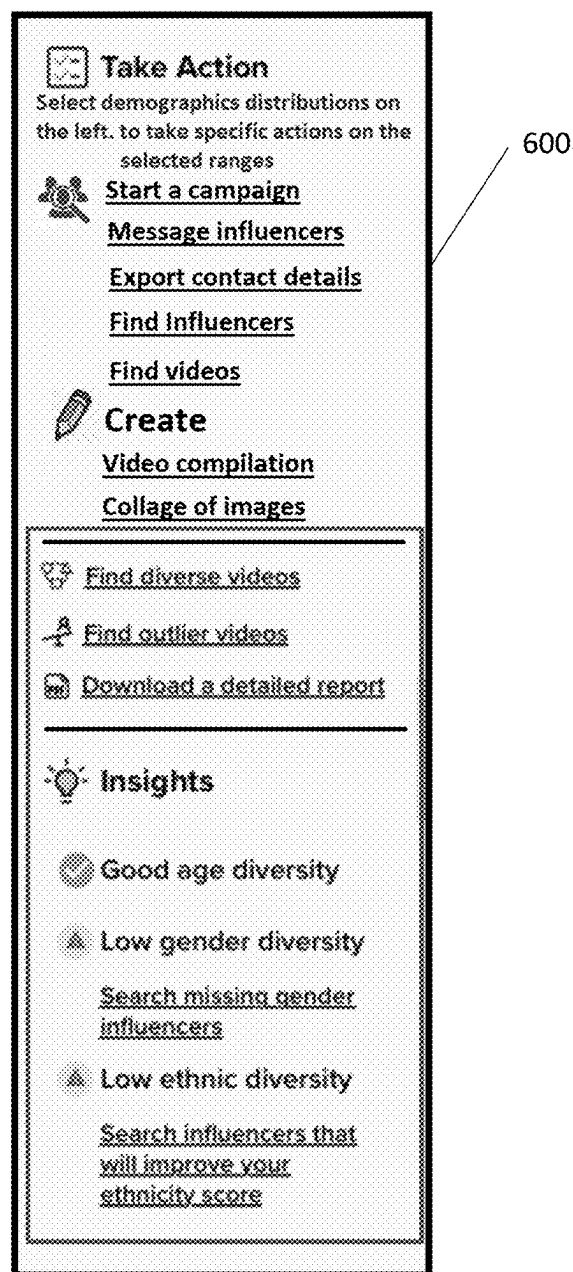 Take Action
Select demographics distributions on
the left. to take specific actions on the
selected ranges
600
Start a campaign
Message influencers
Export contact details
Find Influencers
Find videos
Create
Video compilation
Collage of images
Find diverse videos
Find outlier videos
Download a detailed report
Insights
Good age diversity
Low gender diversity
Search missing gender
influencers
Low ethnic diversity
Search influencers that
will improve your
ethnicity score